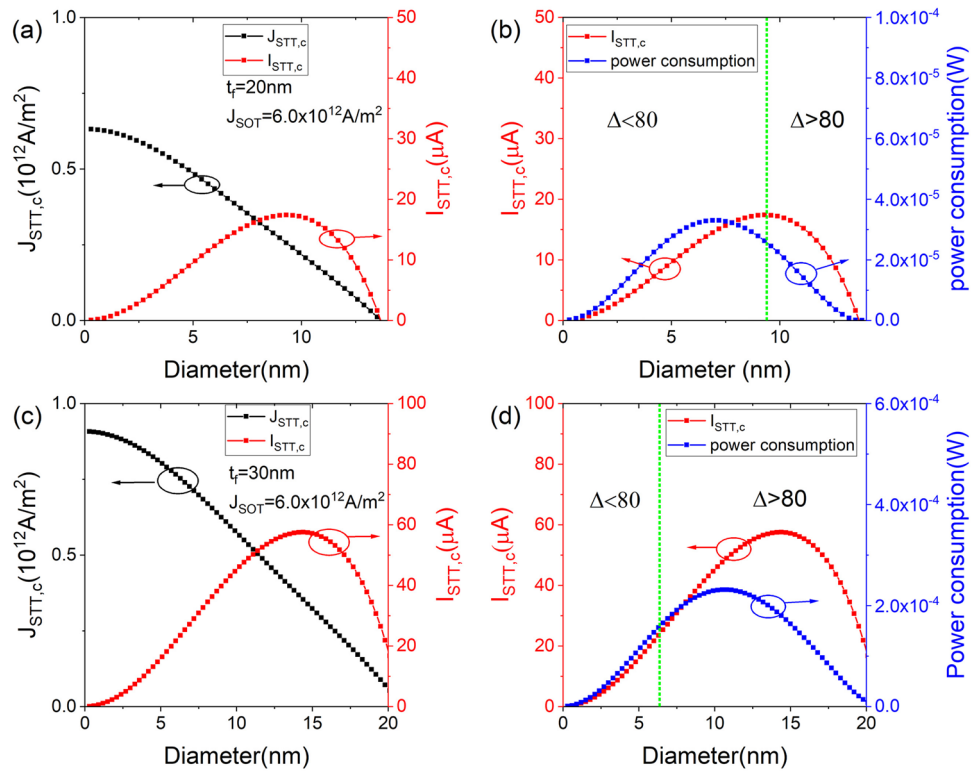 (a)
1.0
0.5
0.0
J_STT,c(10^12A/m^2)
J_STT,c
I_STT,c
t_f=20nm
J_SOT=6.0x10^12A/m^2
50
40
30
20
10
0
I_STT,c(μA)
0 5 10
Diameter(nm)
(b)
50
40
30
20
10
0
I_STT,c(μA)
I_STT,c
power consumption
Δ<80
Δ>80
1.0x10^-4
8.0x10^-5
6.0x10^-5
4.0x10^-5
2.0x10^-5
0.0
power consumption(W)
0 5 10
Diameter (nm)
(c)
1.0
0.5
0.0
J_STT,c(10^12A/m^2)
J_STT,c
I_STT,c
t_f=30nm
J_SOT=6.0x10^12A/m^2
100
80
60
40
20
0
I_STT,c(μA)
0 5 10 15 20
Diameter(nm)
(d)
100
80
60
40
20
0
I_STT,c(μA)
I_STT,c
power consumption
Δ<80
Δ>80
6.0x10^-4
4.0x10^-4
2.0x10^-4
0.0
Power consumption(W)
0 5 10 15 20
Diameter(nm)